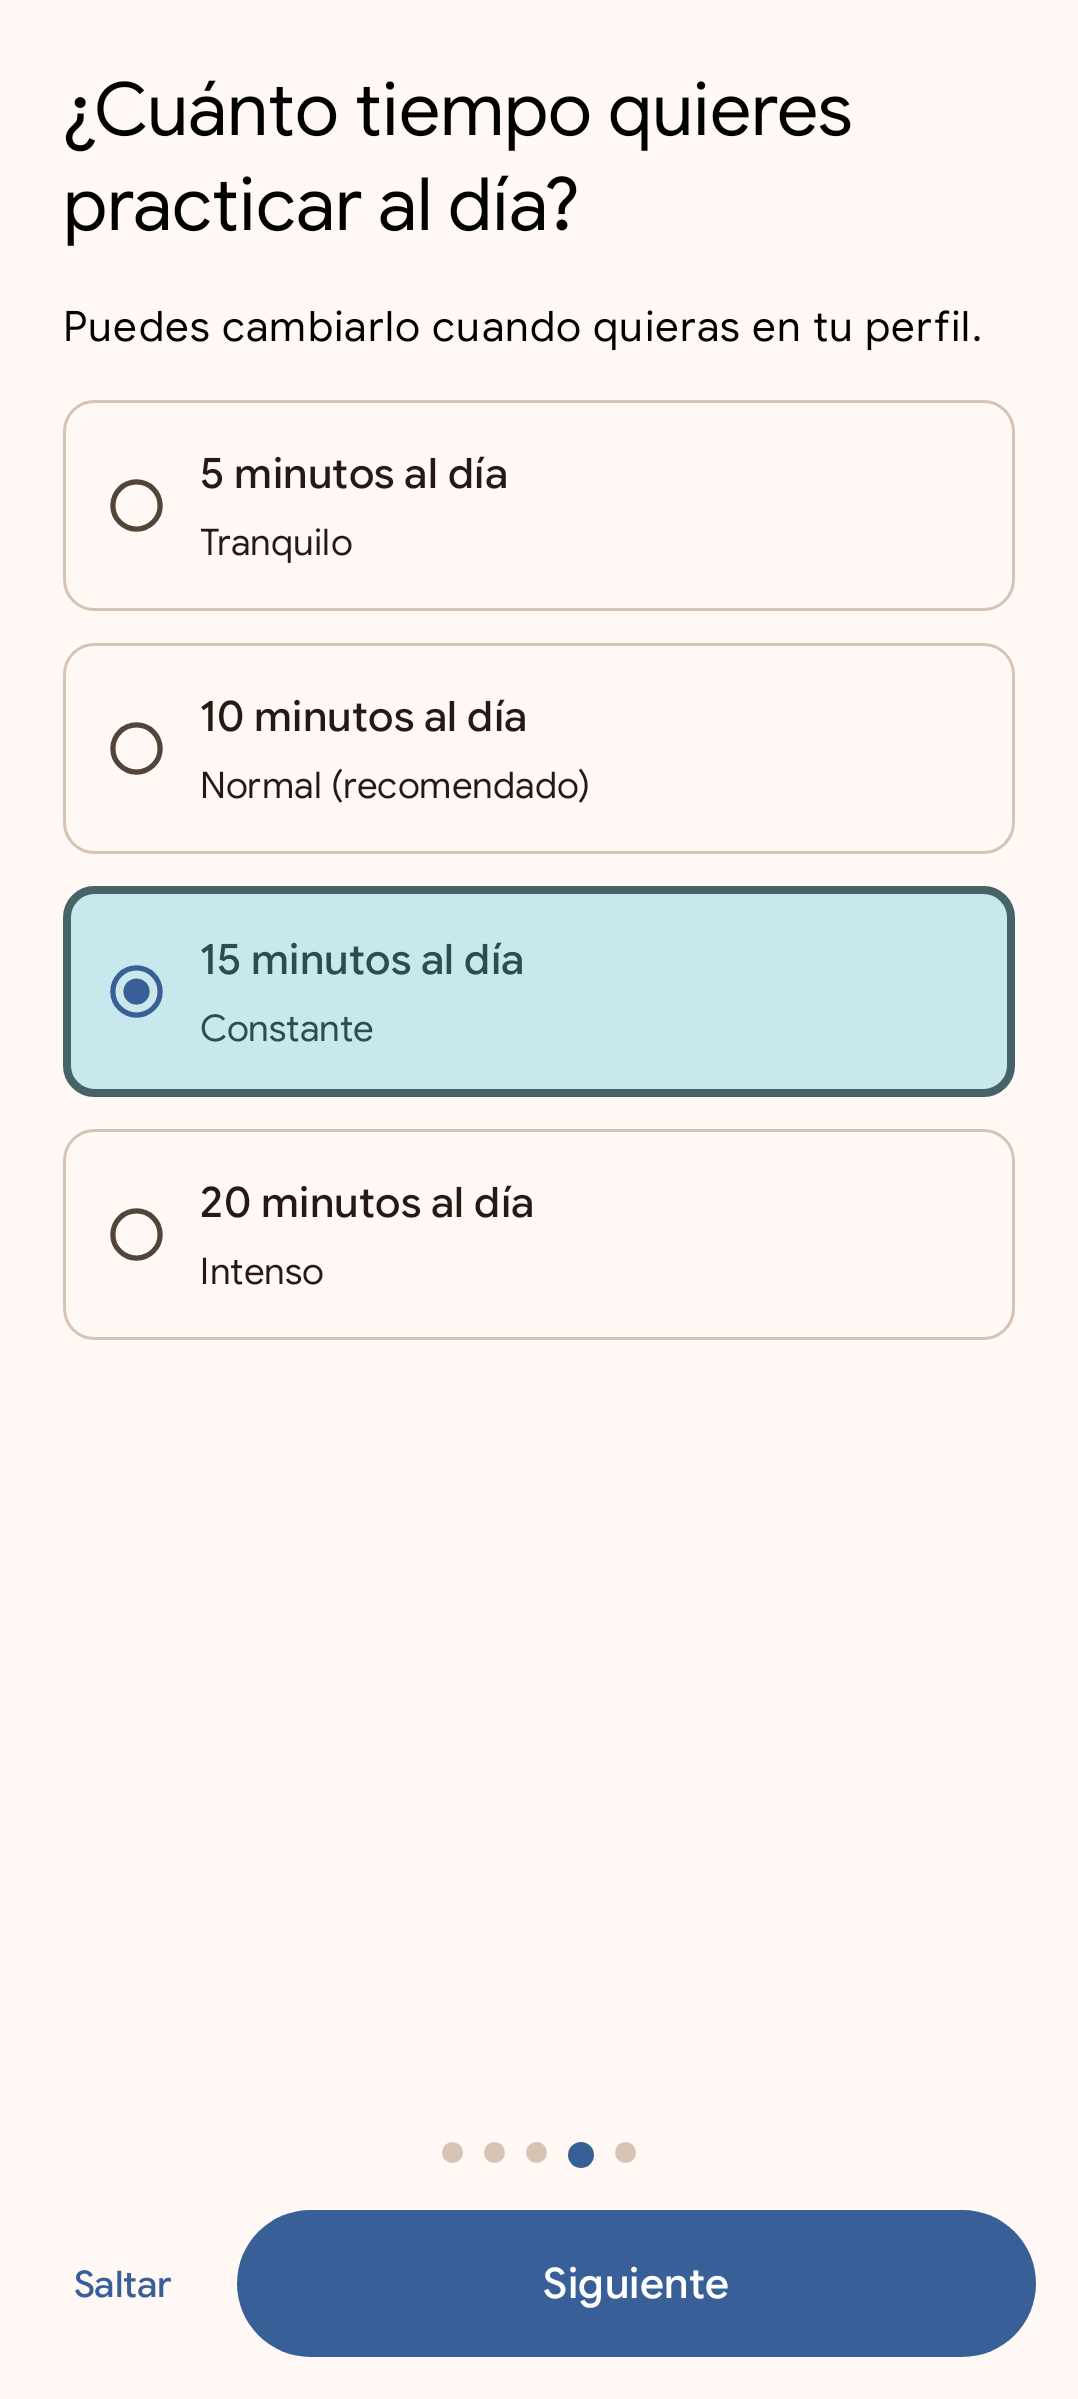 ¿Cuánto tiempo quieres
practicar al día?
Puedes cambiarlo cuando quieras en tu perfil.
5 minutos al día
Tranquilo
10 minutos al día
Normal (recomendado)
15 minutos al día
Constante
20 minutos al día
Intenso
Saltar
Siguiente